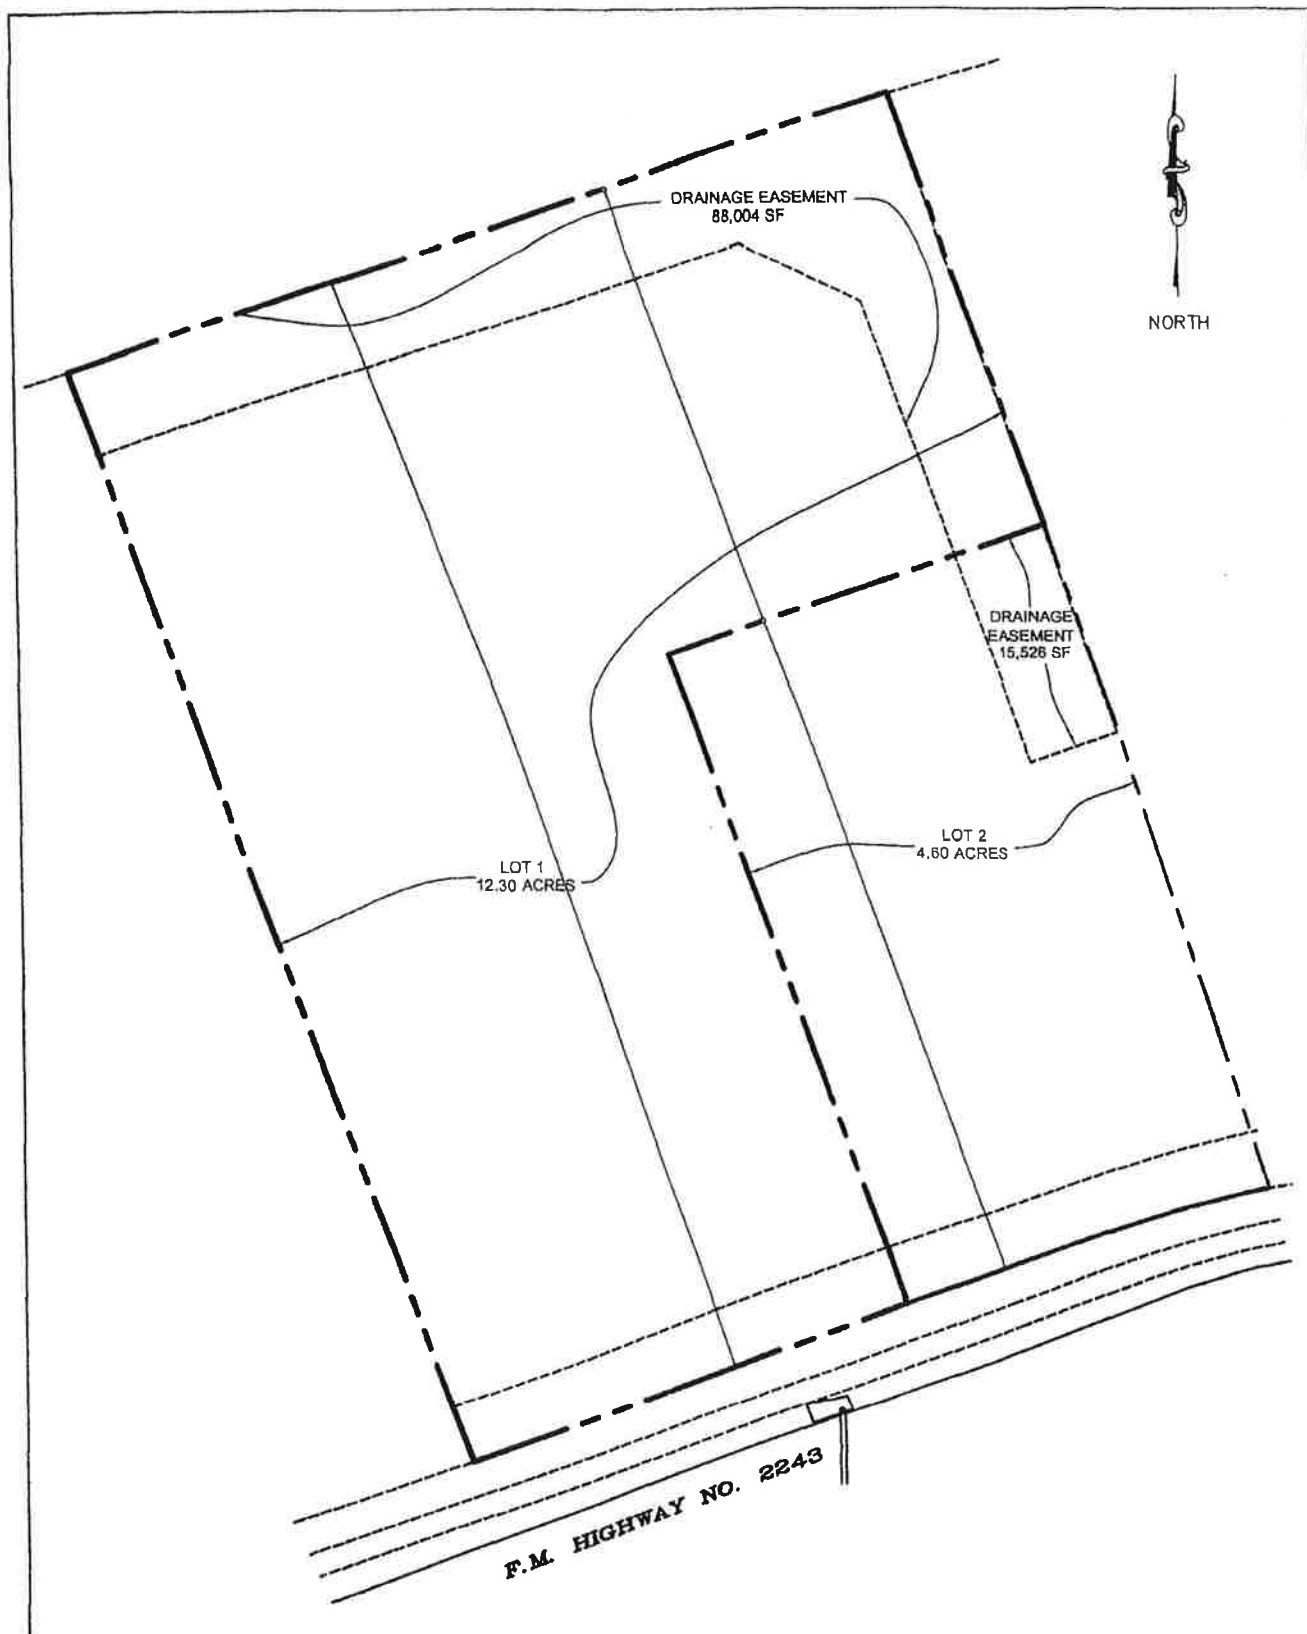 DRAINAGE EASEMENT
88,004 SF
NORTH
DRAINAGE
EASEMENT
15,526 SF
LOT 2
4.60 ACRES
LOT 1
12.30 ACRES
F.M. HIGHWAY NO. 2243